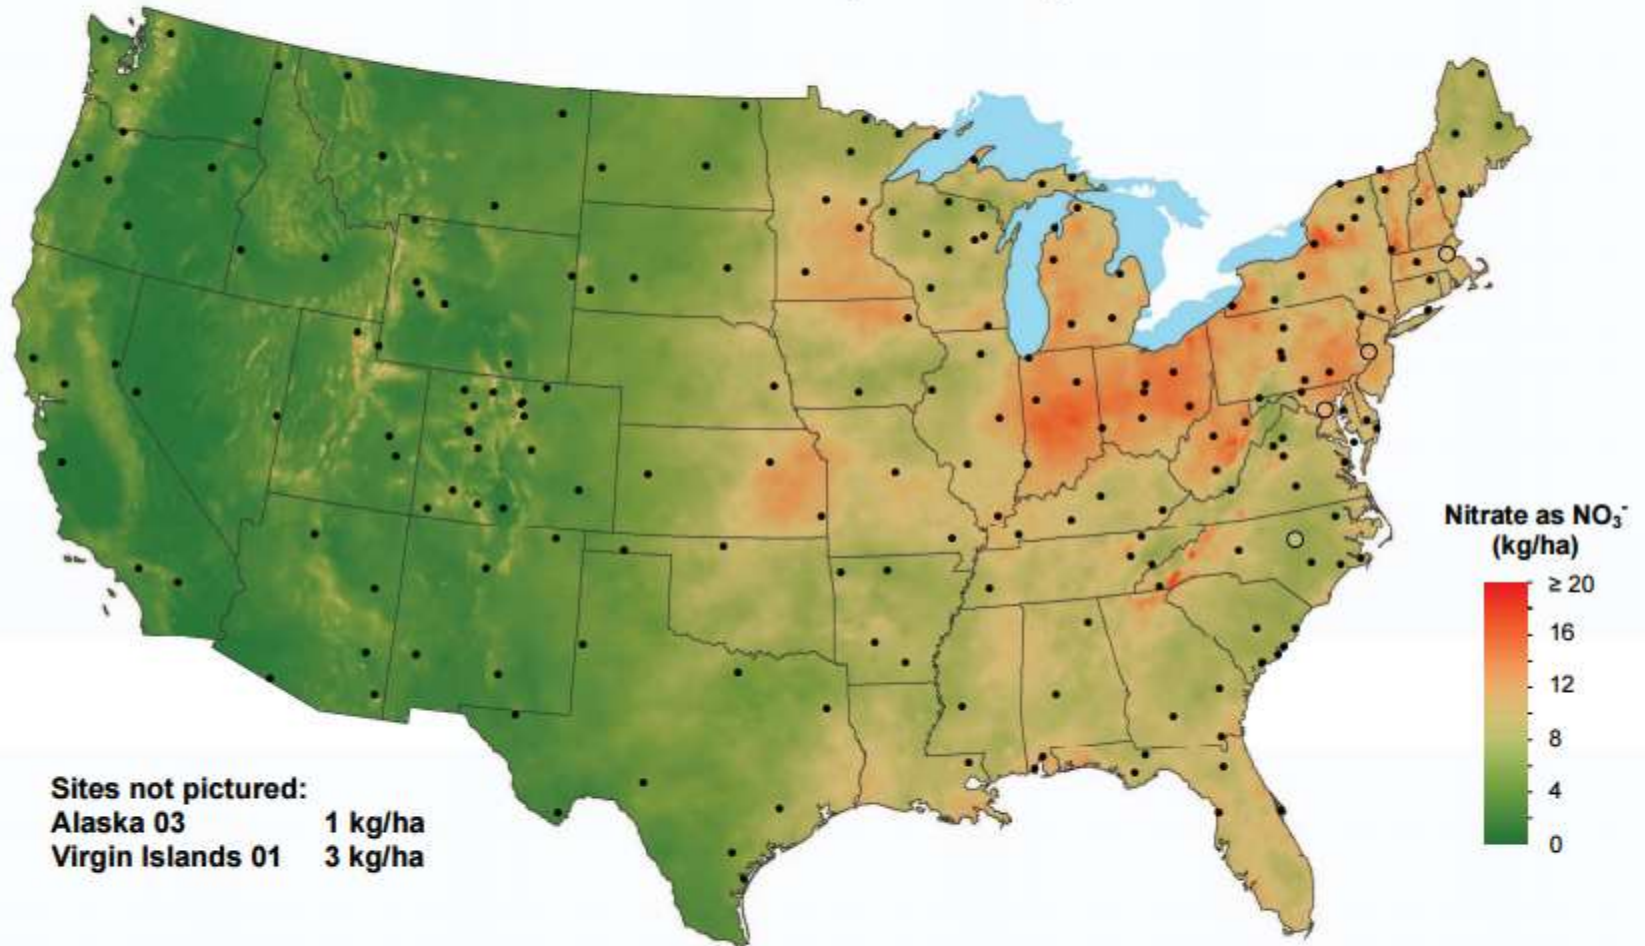 Sites not pictured:
Alaska 03 1 kg/ha
Virgin Islands 01 3 kg/ha
Nitrate as NO₃⁻
(kg/ha)
≥ 20
16
12
8
4
0